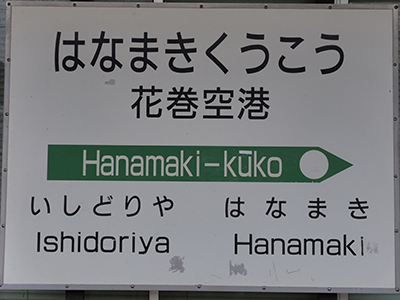 はなまきくうこう
花巻空港
Hanamaki-kūko
いしどりや はなまき
Ishidoriya Hanamaki